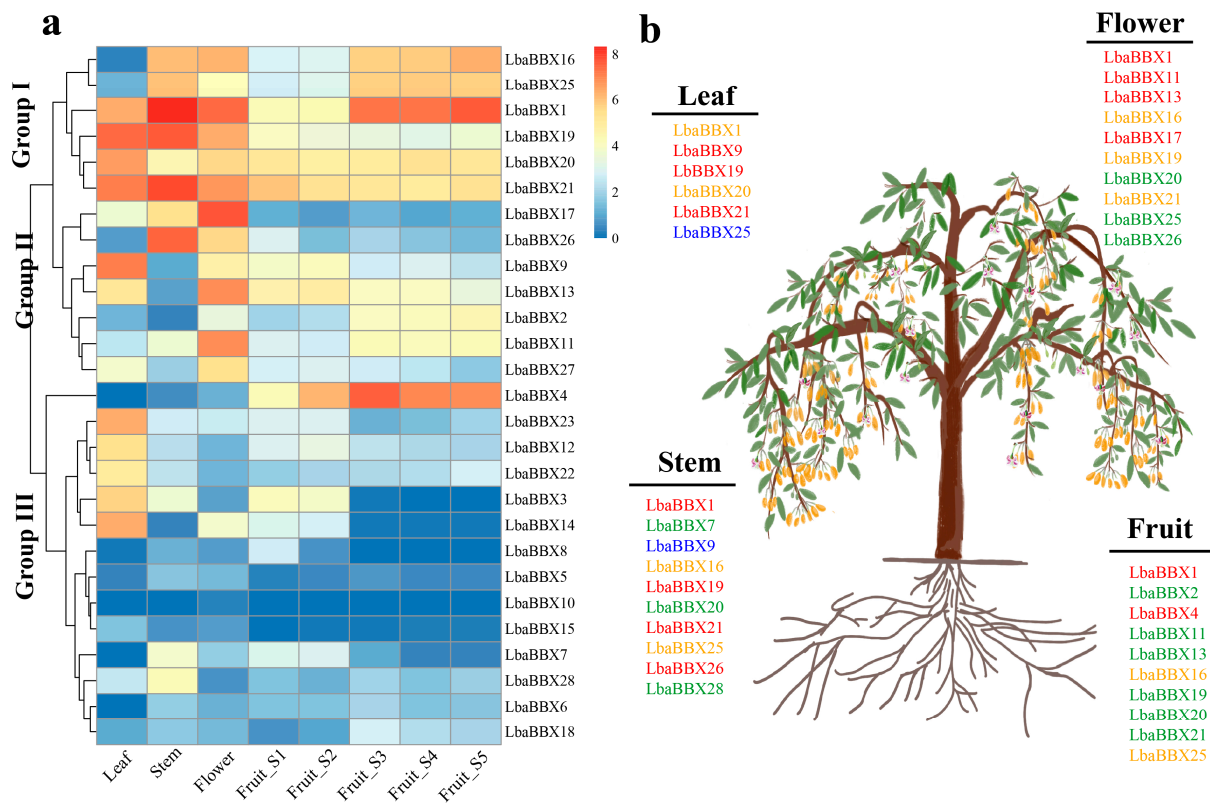 a
Group I
Group II
Group III
LbaBBX16
LbaBBX25
LbaBBX1
LbaBBX19
LbaBBX20
LbaBBX21
LbaBBX17
LbaBBX26
LbaBBX9
LbaBBX13
LbaBBX2
LbaBBX11
LbaBBX27
LbaBBX4
LbaBBX23
LbaBBX12
LbaBBX22
LbaBBX3
LbaBBX14
LbaBBX8
LbaBBX5
LbaBBX10
LbaBBX15
LbaBBX7
LbaBBX28
LbaBBX6
LbaBBX18
Leaf
Stem
Flower
Fruit_S1
Fruit_S2
Fruit_S3
Fruit_S4
Fruit_S5
8
6
4
2
0
b
Leaf
LbaBBX1
LbaBBX9
LbBBX19
LbaBBX20
LbaBBX21
LbaBBX25
Flower
LbaBBX1
LbaBBX11
LbaBBX13
LbaBBX16
LbaBBX17
LbaBBX19
LbaBBX20
LbaBBX21
LbaBBX25
LbaBBX26
Stem
LbaBBX1
LbaBBX7
LbaBBX9
LbaBBX16
LbaBBX19
LbaBBX20
LbaBBX21
LbaBBX25
LbaBBX26
LbaBBX28
Fruit
LbaBBX1
LbaBBX2
LbaBBX4
LbaBBX11
LbaBBX13
LbaBBX16
LbaBBX19
LbaBBX20
LbaBBX21
LbaBBX25